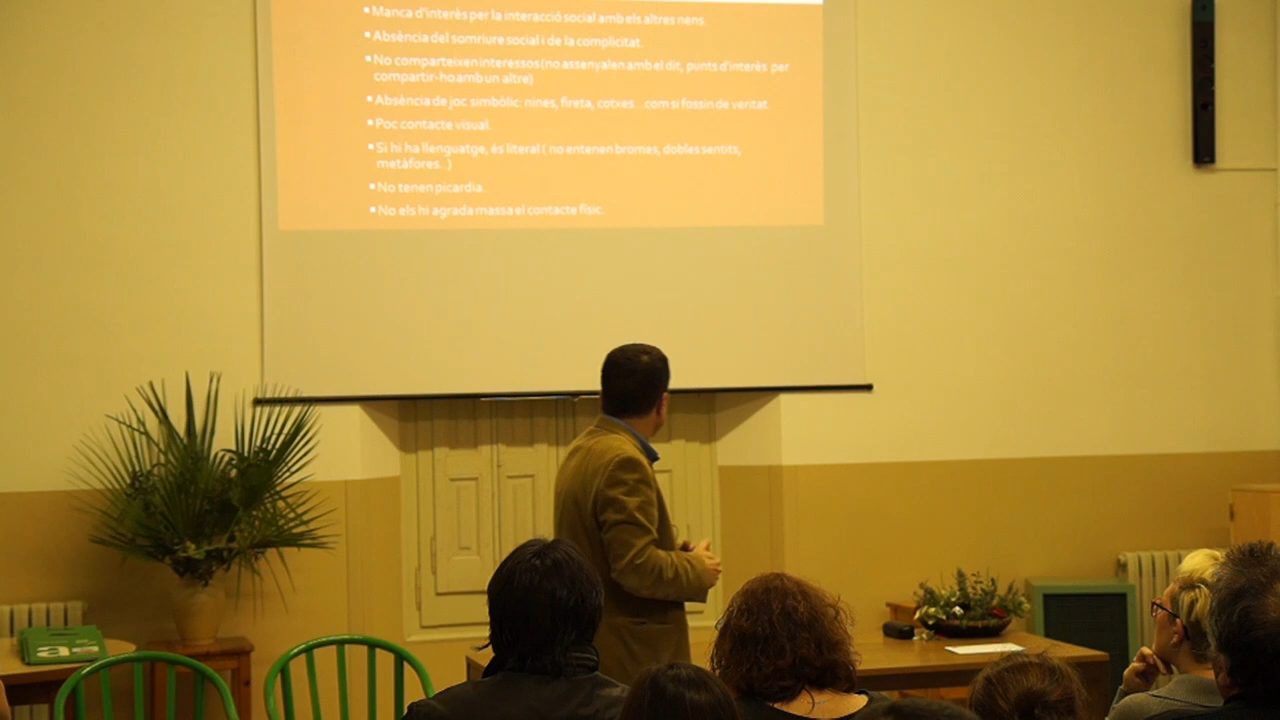 ▪Manca d'interès per la interacció social amb els altres nens.
▪Absència del somriure social i de la complicitat.
▪No comparteixen interessos (no assenyalen amb el dit, punts d'interès per
compartir-ho amb un altre)
▪Absència de joc simbòlic: nines, fireta, cotxes...com si fossin de veritat.
▪Poc contacte visual.
▪Si hi ha llenguatge, és literal ( no entenen bromes, dobles sentits,
metàfores..)
▪No tenen picardia.
▪No els hi agrada massa el contacte físic.
a